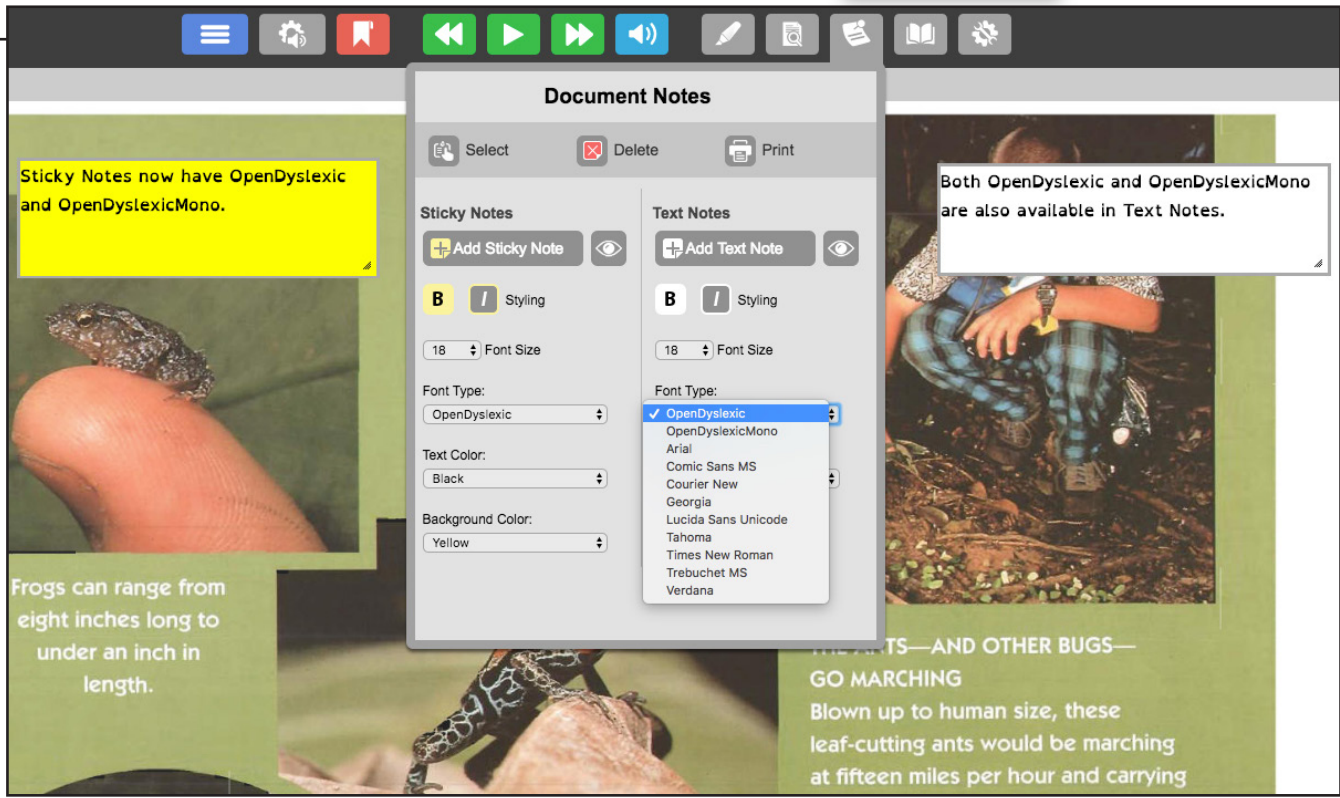 Document Notes
Select
Delete
Print
Sticky Notes now have OpenDyslexic
and OpenDyslexicMono.
Sticky Notes
Add Sticky Note
B I Styling
18 Font Size
Font Type:
OpenDyslexic
Text Color:
Black
Background Color:
Yellow
Text Notes
Add Text Note
B I Styling
18 Font Size
Font Type:
✓ OpenDyslexic
OpenDyslexicMono
Arial
Comic Sans MS
Courier New
Georgia
Lucida Sans Unicode
Tahoma
Times New Roman
Trebuchet MS
Verdana
Both OpenDyslexic and OpenDyslexicMono
are also available in Text Notes.
Frogs can range from
eight inches long to
under an inch in
length.
ANTS—AND OTHER BUGS—
GO MARCHING
Blown up to human size, these
leaf-cutting ants would be marching
at fifteen miles per hour and carrying